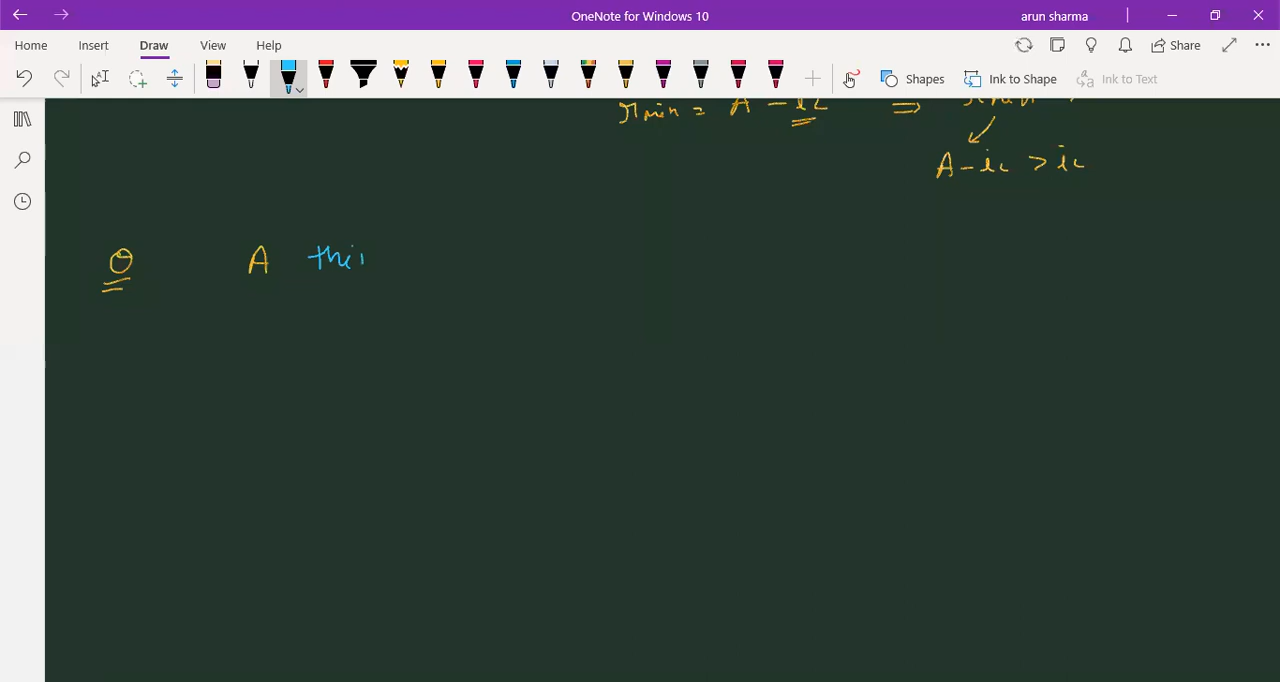 OneNote for Windows 10
arun sharma
Home Insert Draw View Help
Share
Shapes Ink to Shape Ink to Text
rmin = A - ic ⇒
A - ic > ic
Q A thi